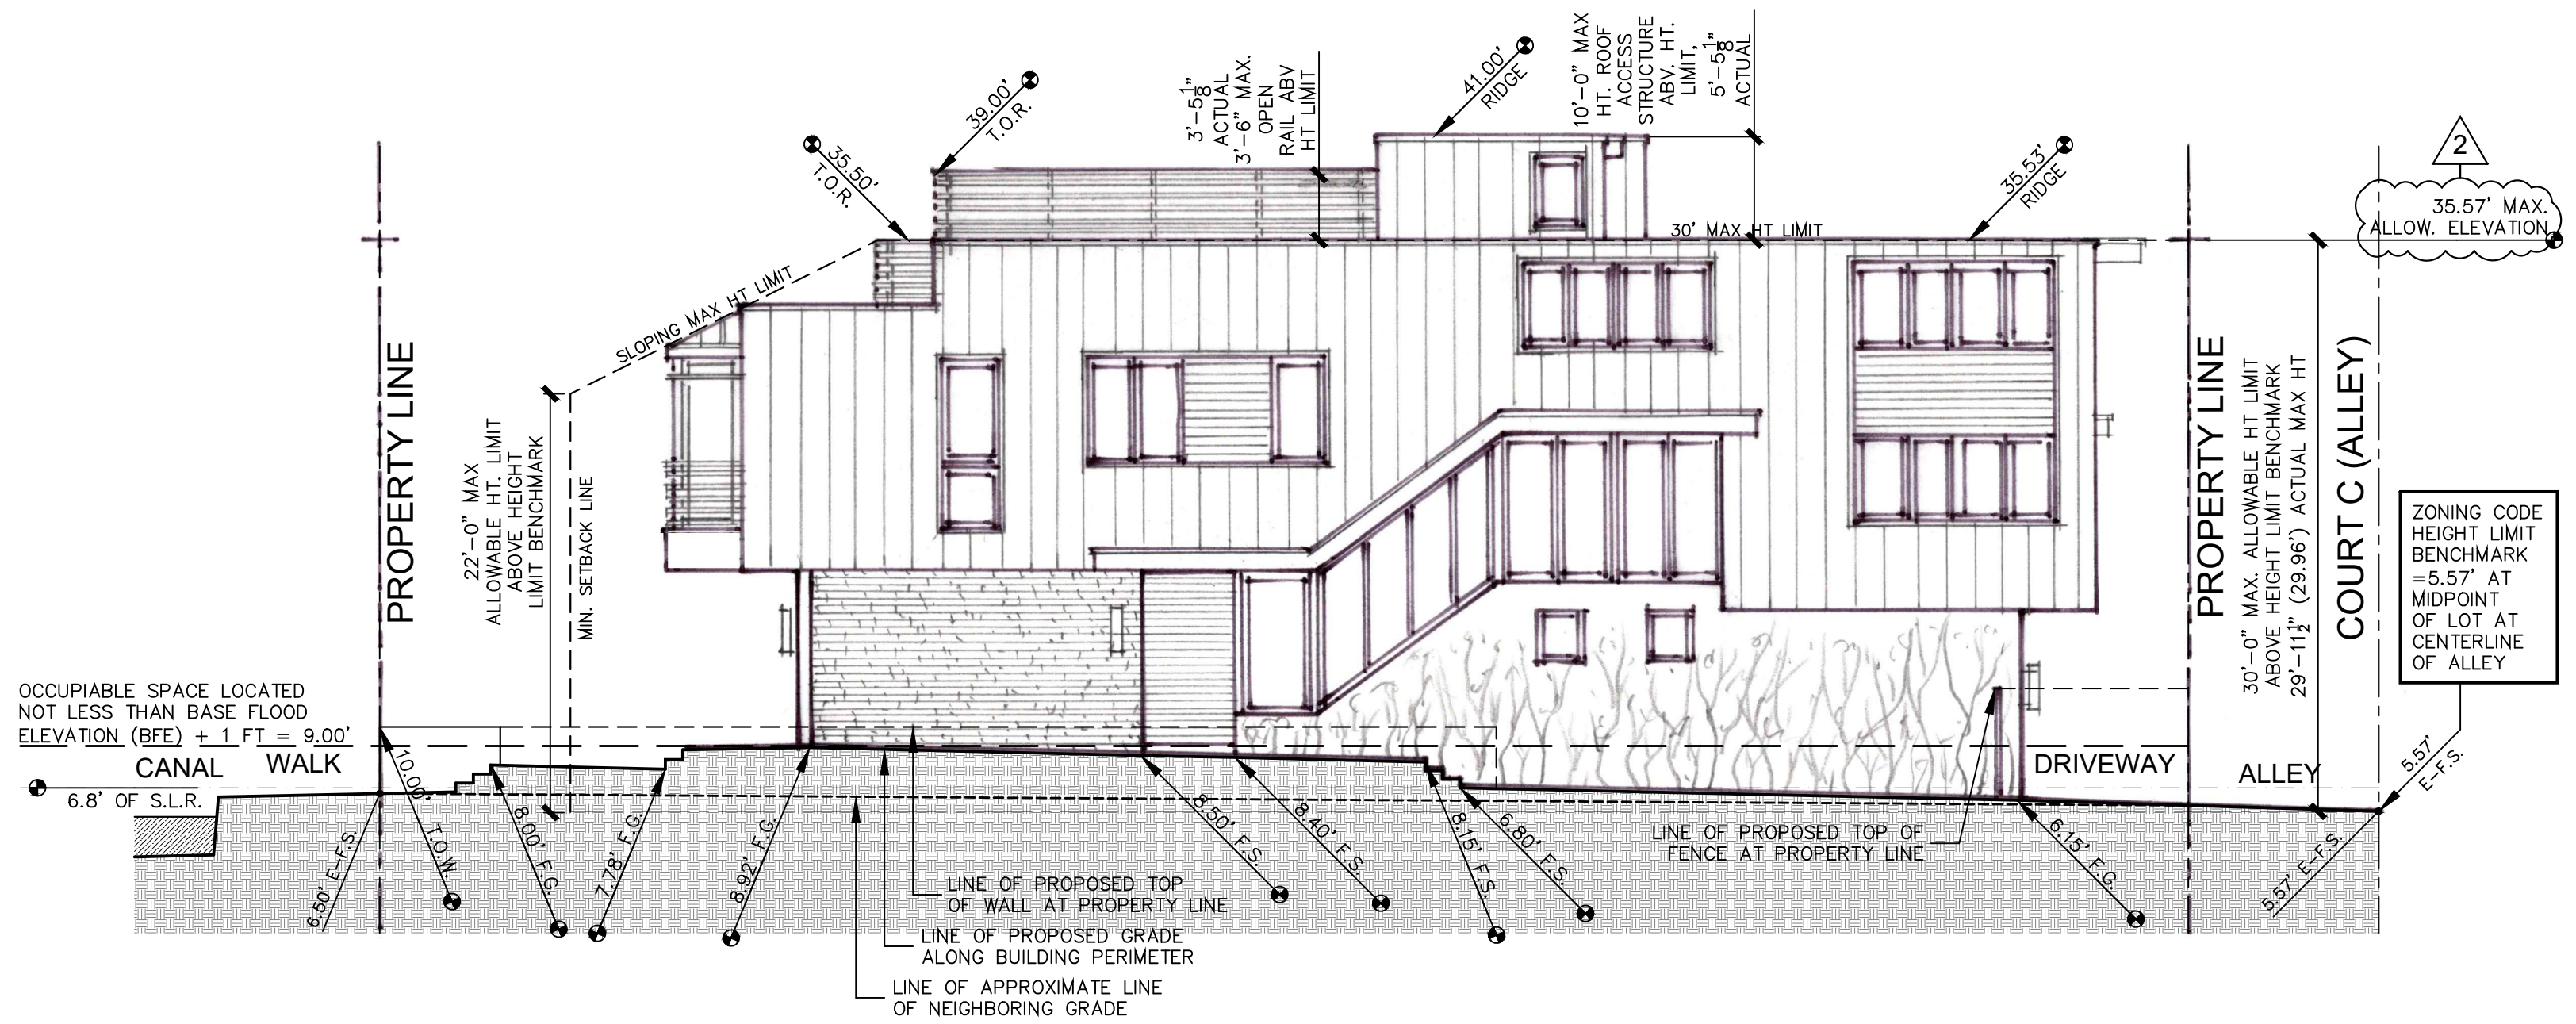 39.00'
T.O.R.
35.50'
T.O.R.
3'-5 1/8"
ACTUAL
3'-6" MAX.
OPEN
RAIL ABV
HT LIMIT
41.00'
RIDGE
10'-0" MAX
HT. ROOF
ACCESS
STRUCTURE
ABV. HT.
LIMIT,
5'-5 1/8"
ACTUAL
35.53'
RIDGE
2
35.57' MAX.
ALLOW. ELEVATION
30' MAX HT LIMIT
SLOPING MAX HT LIMIT
PROPERTY LINE
22'-0" MAX
ALLOWABLE HT. LIMIT
ABOVE HEIGHT
LIMIT BENCHMARK
MIN. SETBACK LINE
PROPERTY LINE
30'-0" MAX. ALLOWABLE HT LIMIT
ABOVE HEIGHT LIMIT BENCHMARK
29'-11 1/2" (29.96') ACTUAL MAX HT
COURT C (ALLEY)
ZONING CODE
HEIGHT LIMIT
BENCHMARK
=5.57' AT
MIDPOINT
OF LOT AT
CENTERLINE
OF ALLEY
OCCUPIABLE SPACE LOCATED
NOT LESS THAN BASE FLOOD
ELEVATION (BFE) + 1 FT = 9.00'
CANAL WALK
6.8' OF S.L.R.
DRIVEWAY
ALLEY
5.57'
E-F.S.
6.50' E-F.S.
10.00' T.O.W.
8.00' F.G.
7.78' F.G.
8.92' F.G.
8.50' F.S.
8.40' F.S.
8.15' F.S.
6.80' F.S.
6.15' F.G.
5.57' E-F.S.
LINE OF PROPOSED TOP OF
FENCE AT PROPERTY LINE
LINE OF PROPOSED TOP
OF WALL AT PROPERTY LINE
LINE OF PROPOSED GRADE
ALONG BUILDING PERIMETER
LINE OF APPROXIMATE LINE
OF NEIGHBORING GRADE